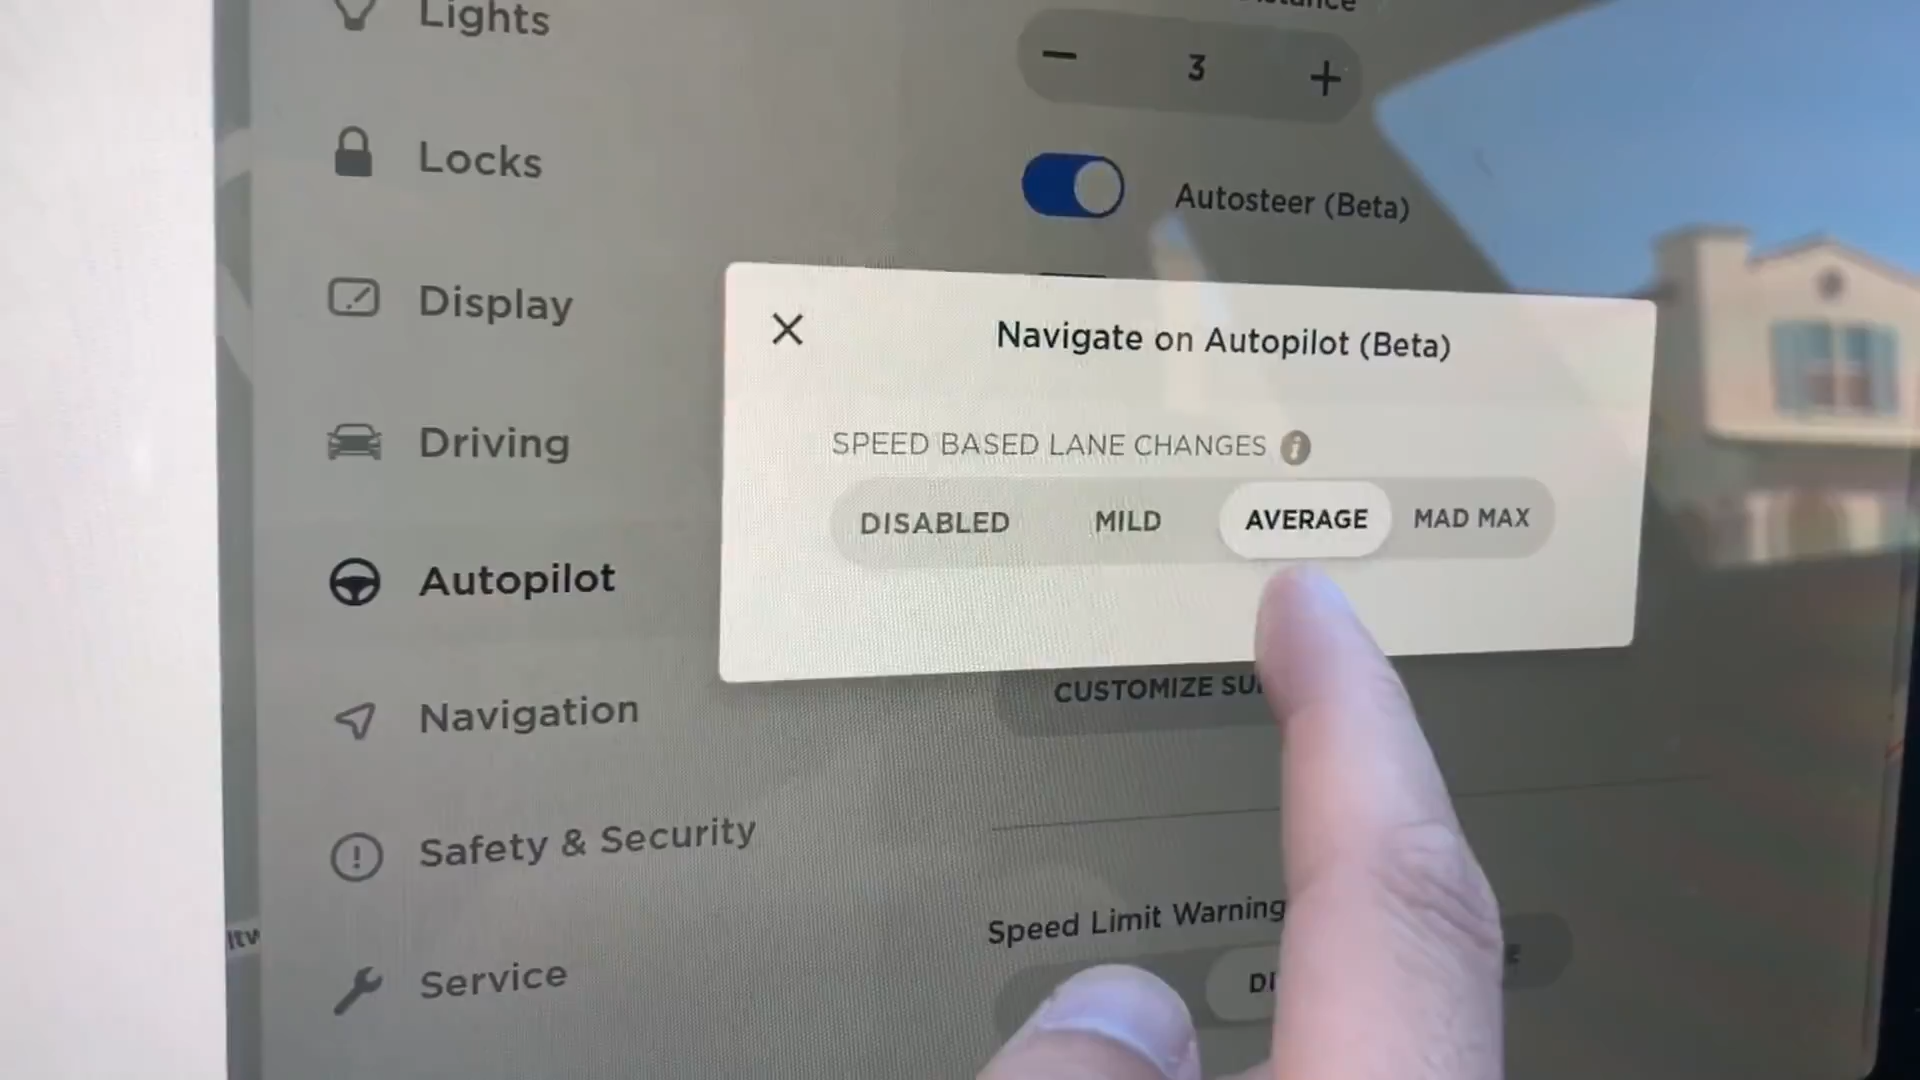 Lights
Locks
Display
Driving
Autopilot
Navigation
Safety & Security
Service
3
Autosteer (Beta)
Navigate on Autopilot (Beta)
SPEED BASED LANE CHANGES
DISABLED MILD AVERAGE MAD MAX
CUSTOMIZE
Speed Limit Warning